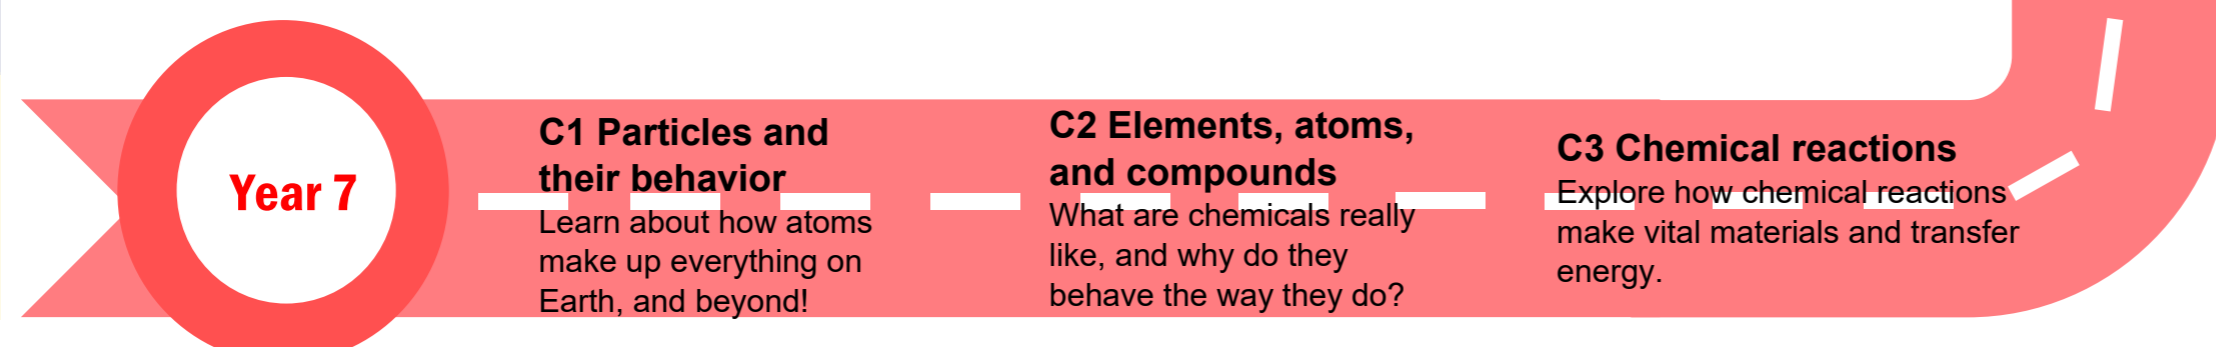 Year 7
C1 Particles and
their behavior
Learn about how atoms
make up everything on
Earth, and beyond!
C2 Elements, atoms,
and compounds
What are chemicals really
like, and why do they
behave the way they do?
C3 Chemical reactions
Explore how chemical reactions
make vital materials and transfer
energy.